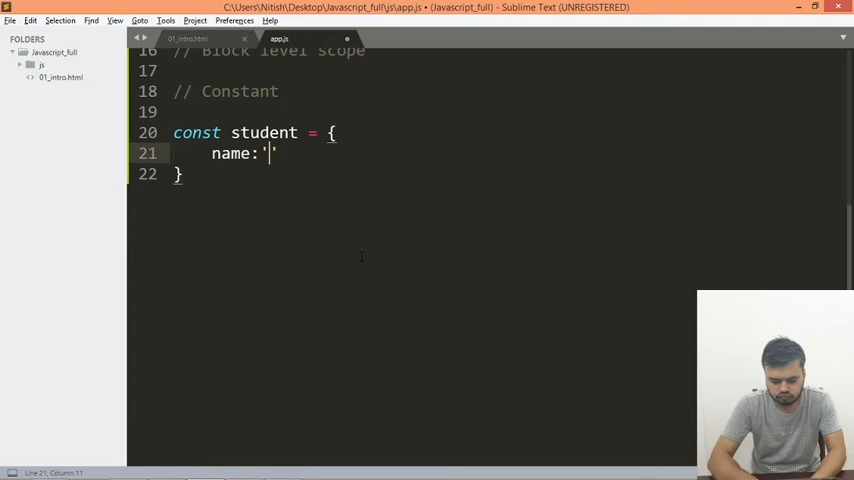 C:\Users\Nitish\Desktop\Javascript_full\js\app.js • (Javascript_full) - Sublime Text (UNREGISTERED)
File Edit Selection Find View Goto Tools Project Preferences Help
FOLDERS
Javascript_full
js
01_intro.html
01_intro.html ×
app.js
16 // Block level scope
17
18 // Constant
19
20 const student = {
21 name:''
22 }
Line 21, Column 11